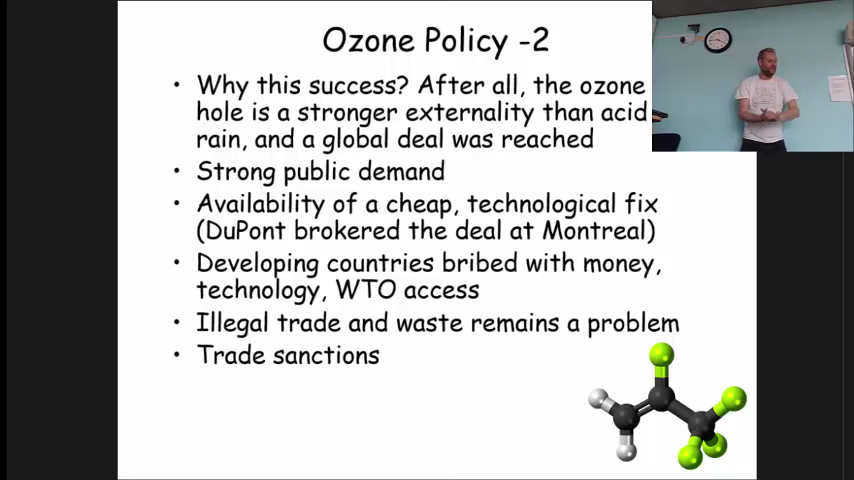 Ozone Policy -2
• Why this success? After all, the ozone
hole is a stronger externality than acid
rain, and a global deal was reached
• Strong public demand
• Availability of a cheap, technological fix
(DuPont brokered the deal at Montreal)
• Developing countries bribed with money,
technology, WTO access
• Illegal trade and waste remains a problem
• Trade sanctions